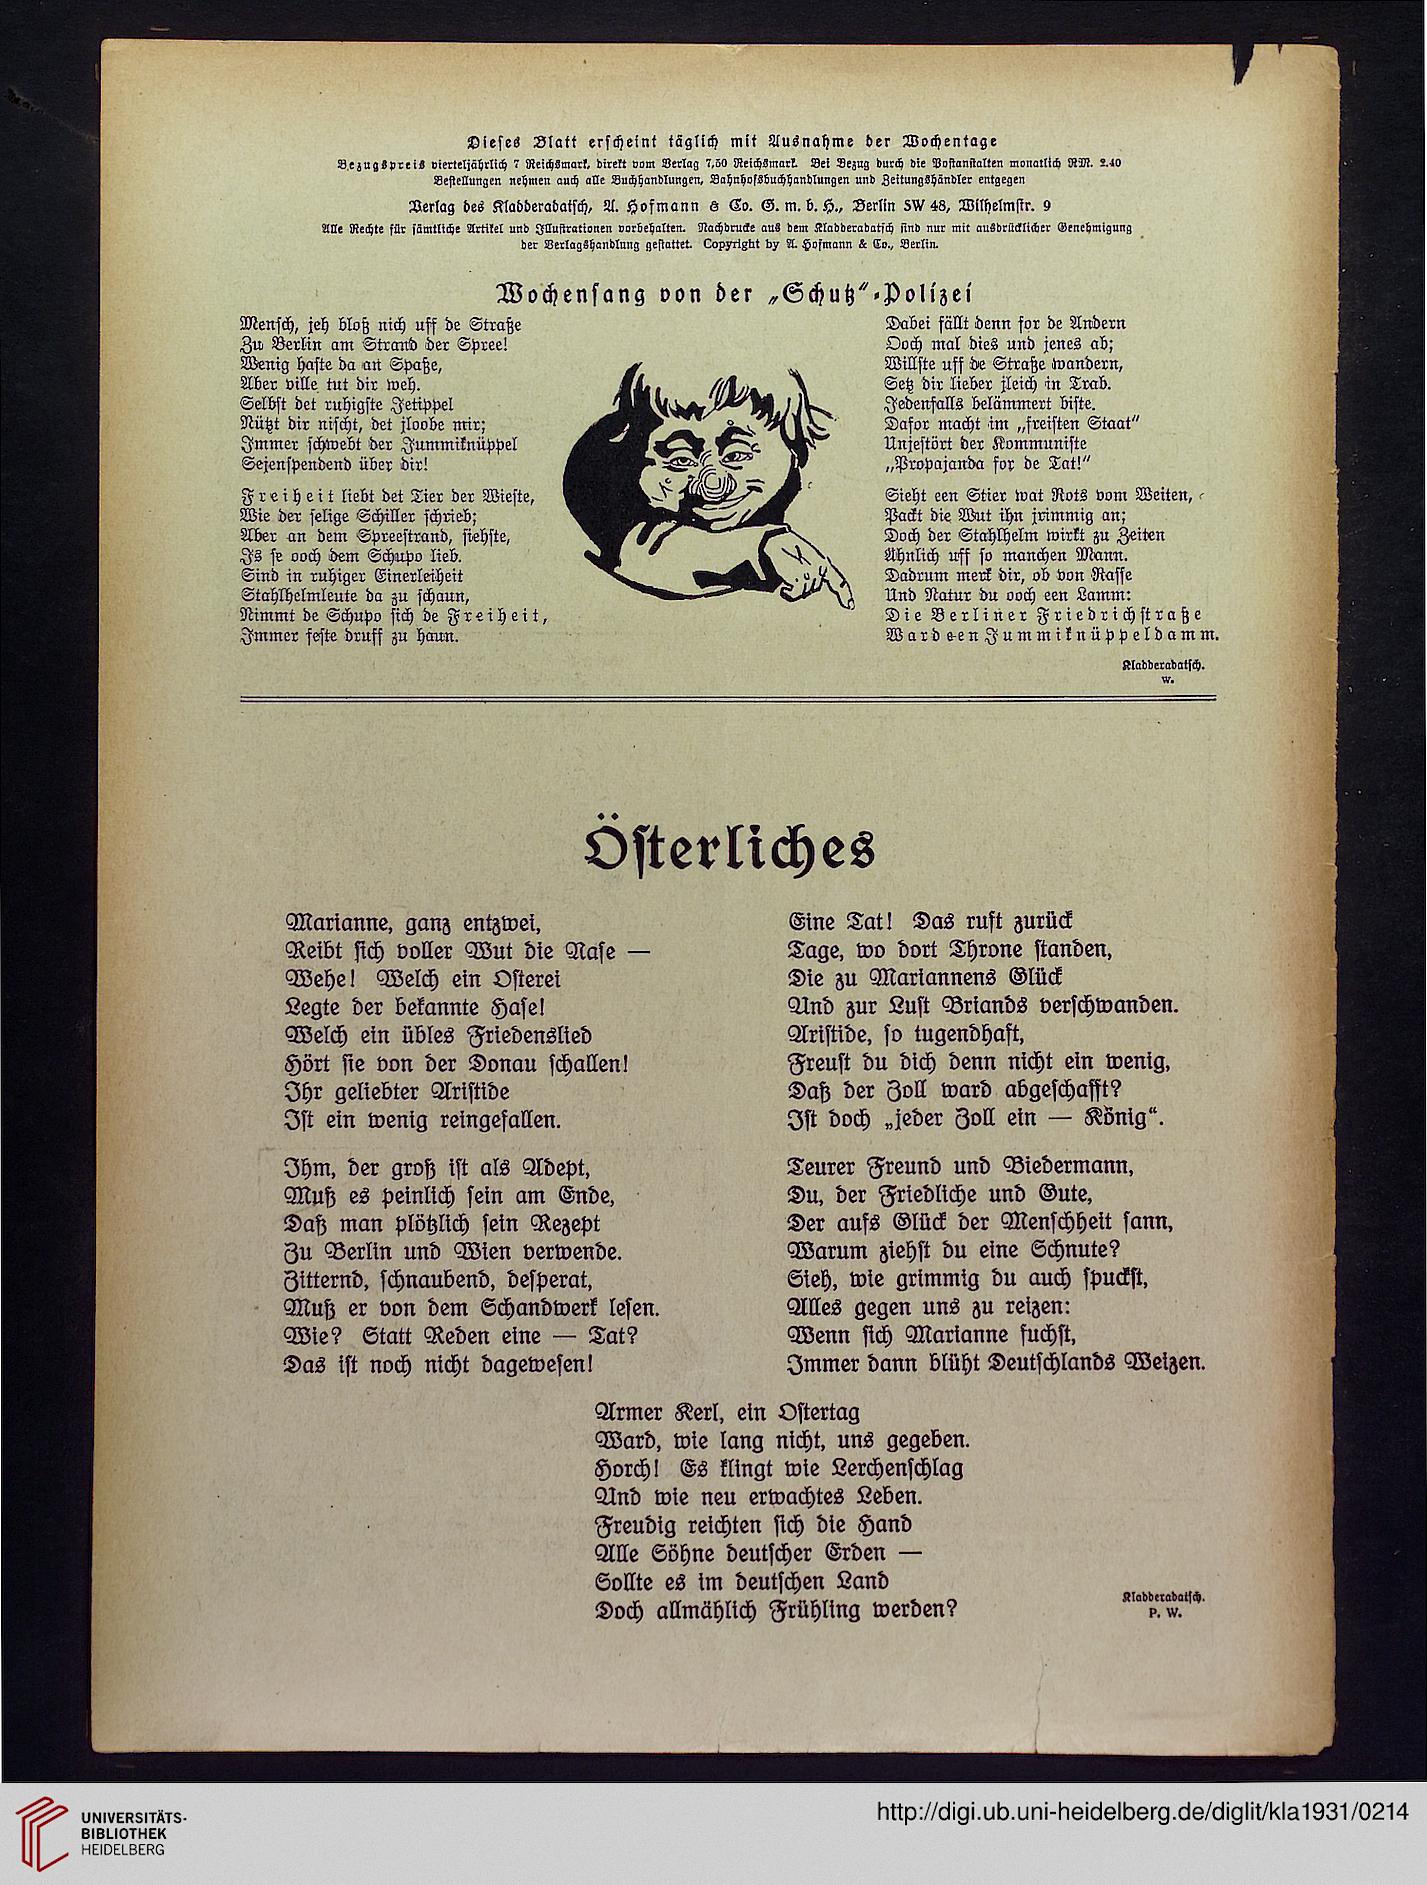 Dieses Blatt erscheint täglich mit Ausnahme der Wochentage
Bezugspreis vierteljährlich 7 Reichsmark, direkt vom Verlag 7,50 Reichsmark. Bei Bezug durch die Postanstalten monatlich RM. 2.40
Bestellungen nehmen auch alle Buchhandlungen, Bahnhofsbuchhandlungen und Zeitungshändler entgegen
Verlag des Kladderadatsch, A. Hofmann & Co. G. m. b. H., Berlin SW 48, Wilhelmstr. 9
Alle Rechte für sämtliche Artikel und Illustrationen vorbehalten. Nachdrucke aus dem Kladderadatsch sind nur mit ausdrücklicher Genehmigung
der Verlagshandlung gestattet. Copyright by A. Hofmann & Co., Berlin.
Wochensang von der „Schutz"-Polizei
Mensch, jeh bloß nich uff de Straße
Zu Berlin am Strand der Spree!
Wenig haste da an Spaße,
Aber ville tut dir weh.
Selbst det ruhigste Jetippel
Nützt dir nischt, det jloobe mir;
Immer schwebt der Jummiknüppel
Sejenspendend über dir!
Freiheit liebt det Tier der Wieste,
Wie der selige Schiller schrieb;
Aber an dem Spreestrand, siehste,
Is se ooch dem Schupo lieb.
Sind in ruhiger Einerleiheit
Stahlhelmleute da zu schaun,
Nimmt de Schupo sich de Freiheit,
Immer feste druff zu haun.
Dabei fällt denn for de Andern
Ooch mal dies und jenes ab;
Willste uff de Straße wandern,
Setz dir lieber jleich in Trab.
Jedenfalls belämmert biste.
Dafor macht im „freisten Staat"
Unjestört der Kommuniste
„Propajanda for de Tat!"
Sieht een Stier wat Rots vom Weiten,
Packt die Wut ihn jrimmig an;
Doch der Stahlhelm wirkt zu Zeiten
Ähnlich uff so manchen Mann.
Dadrum merk dir, ob von Rasse
Und Natur du ooch een Lamm:
Die Berliner Friedrichstraße
Ward een Jummiknüppeldamm.
Kladderadatsch.
W.
Österliches
Marianne, ganz entzwei,
Reibt sich voller Wut die Nase —
Wehe! Welch ein Osterei
Legte der bekannte Hase!
Welch ein übles Friedenslied
Hört sie von der Donau schallen!
Ihr geliebter Aristide
Ist ein wenig reingefallen.
Ihm, der groß ist als Adept,
Muß es peinlich sein am Ende,
Daß man plötzlich sein Rezept
Zu Berlin und Wien verwende.
Zitternd, schnaubend, desperat,
Muß er von dem Schandwerk lesen.
Wie? Statt Reden eine — Tat?
Das ist noch nicht dagewesen!
Eine Tat! Das ruft zurück
Tage, wo dort Throne standen,
Die zu Mariannens Glück
Und zur Lust Briands verschwanden.
Aristide, so tugendhaft,
Freust du dich denn nicht ein wenig,
Daß der Zoll ward abgeschafft?
Ist doch „jeder Zoll ein — König“.
Teurer Freund und Biedermann,
Du, der Friedliche und Gute,
Der aufs Glück der Menschheit sann,
Warum ziehst du eine Schnute?
Sieh, wie grimmig du auch spuckst,
Alles gegen uns zu reizen:
Wenn sich Marianne fuchst,
Immer dann blüht Deutschlands Weizen.
Armer Kerl, ein Ostertag
Ward, wie lang nicht, uns gegeben.
Horch! Es klingt wie Lerchenschlag
Und wie neu erwachtes Leben.
Freudig reichten sich die Hand
Alle Söhne deutscher Erden —
Sollte es im deutschen Land
Doch allmählich Frühling werden?
Kladderadatsch.
P. W.
UNIVERSITÄTS-
BIBLIOTHEK
HEIDELBERG
http://digi.ub.uni-heidelberg.de/diglit/kla1931/0214